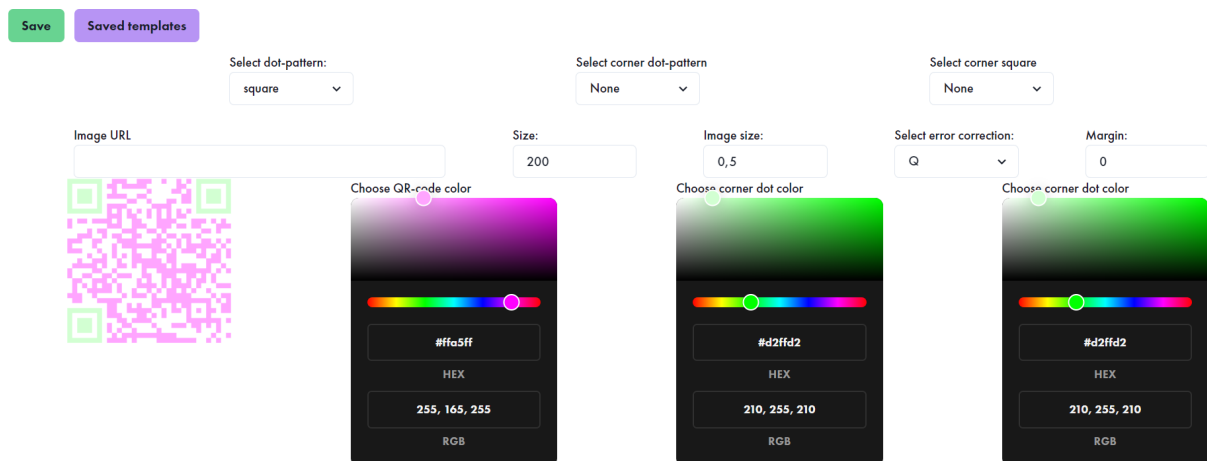 Save
Saved templates
Select dot-pattern:
square
Select corner dot-pattern
None
Select corner square
None
Image URL
Size:
200
Image size:
0,5
Select error correction:
Q
Margin:
0
Choose QR-code color
#ffa5ff
HEX
255, 165, 255
RGB
Choose corner dot color
#d2ffd2
HEX
210, 255, 210
RGB
Choose corner dot color
#d2ffd2
HEX
210, 255, 210
RGB